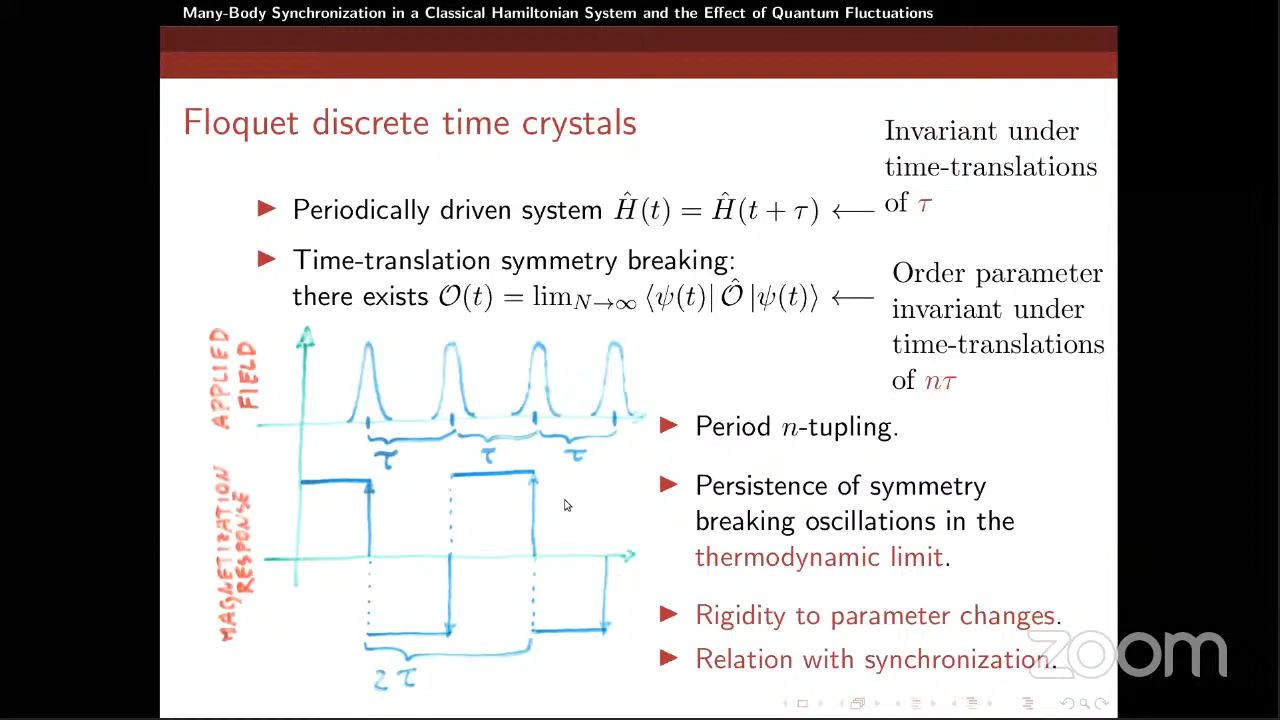 Many-Body Synchronization in a Classical Hamiltonian System and the Effect of Quantum Fluctuations
Floquet discrete time crystals
Invariant under
time-translations
of τ
▶ Periodically driven system Ĥ(t) = Ĥ(t + τ) ⟵
▶ Time-translation symmetry breaking:
there exists 𝒪(t) = lim_{N→∞} ⟨ψ(t)| 𝒪̂ |ψ(t)⟩ ⟵
Order parameter
invariant under
time-translations
of nτ
APPLIED
FIELD
τ τ τ
MAGNETIZATION
RESPONSE
2τ
▶ Period n-tupling.
▶ Persistence of symmetry
breaking oscillations in the
thermodynamic limit.
▶ Rigidity to parameter changes.
▶ Relation with synchronization.
zoom